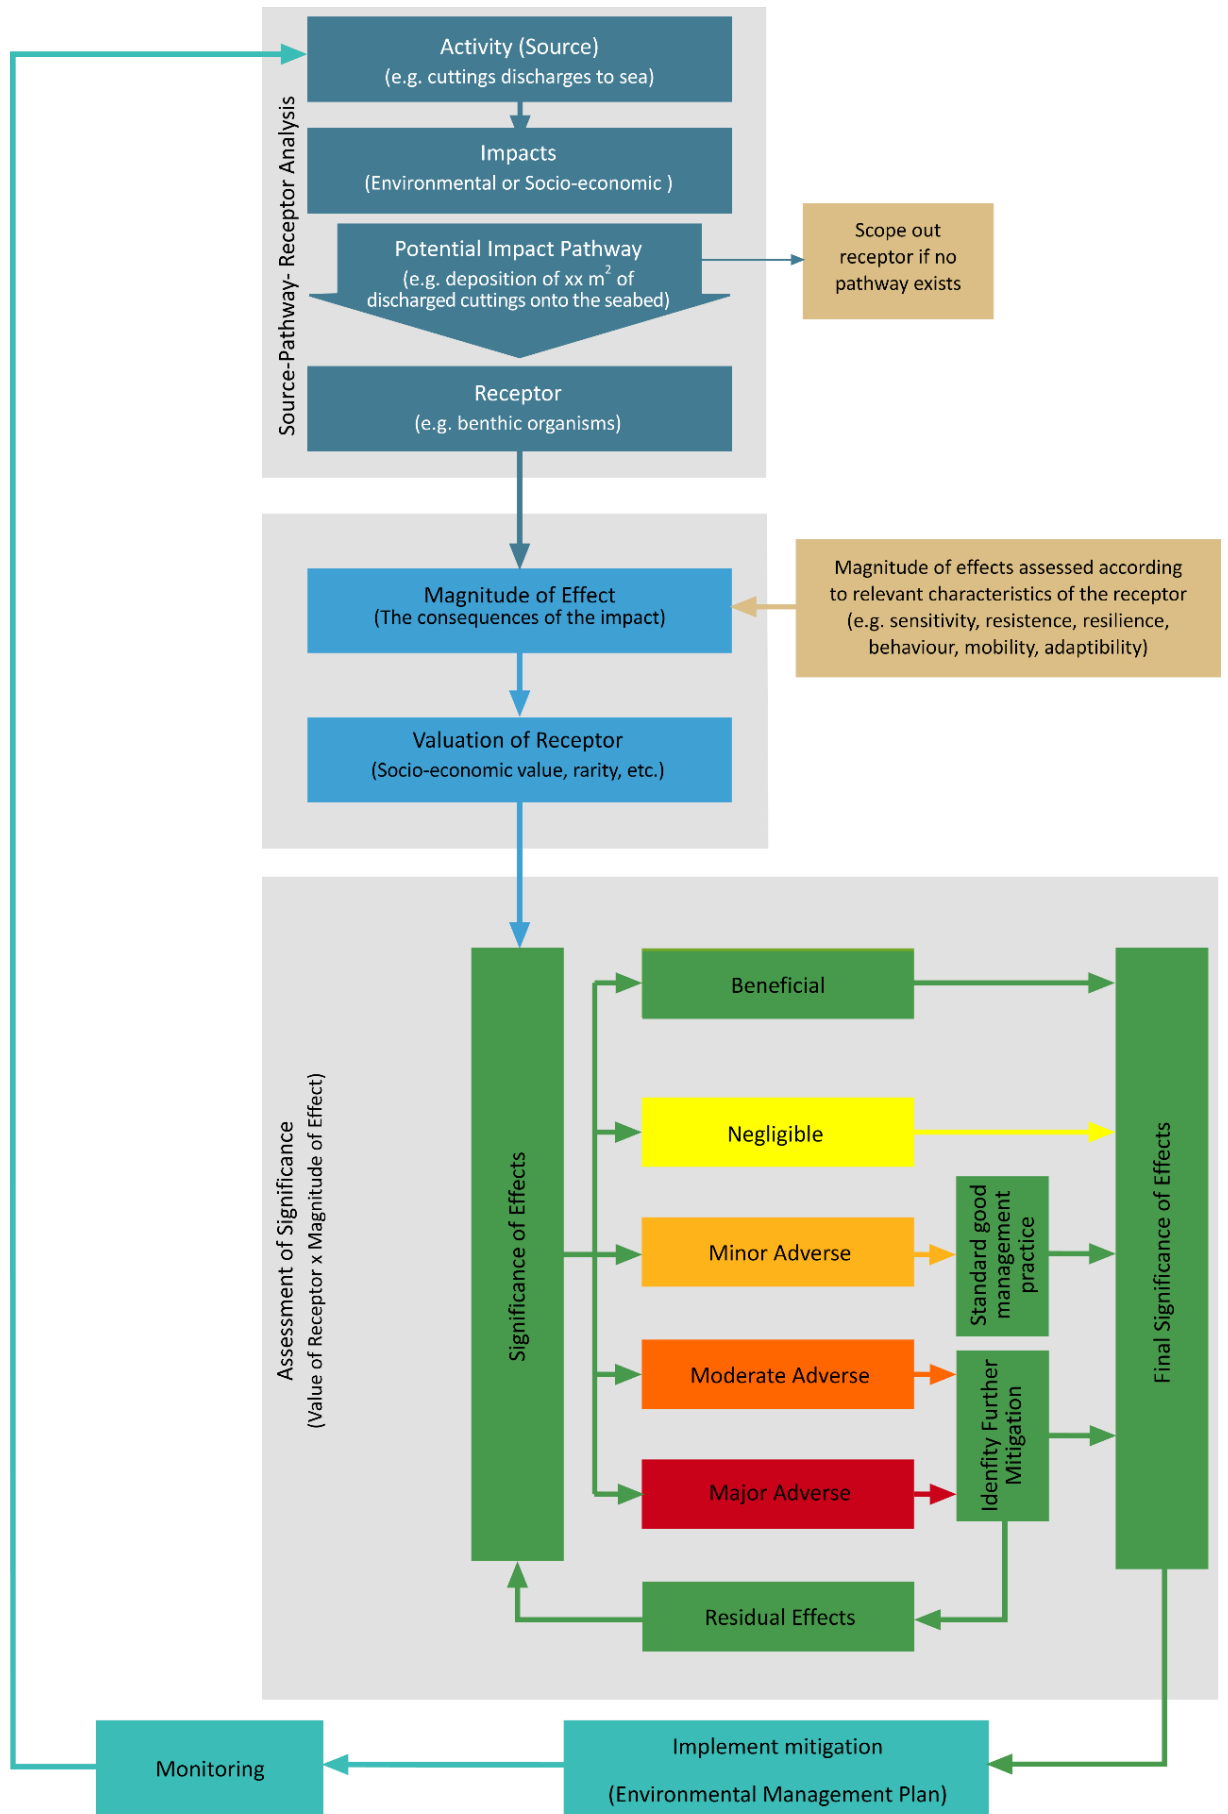 Source-Pathway- Receptor Analysis
Activity (Source)
(e.g. cuttings discharges to sea)
Impacts
(Environmental or Socio-economic )
Potential Impact Pathway
(e.g. deposition of xx m² of
discharged cuttings onto the seabed)
Scope out
receptor if no
pathway exists
Receptor
(e.g. benthic organisms)
Magnitude of Effect
(The consequences of the impact)
Magnitude of effects assessed according
to relevant characteristics of the receptor
(e.g. sensitivity, resistence, resilience,
behaviour, mobility, adaptibility)
Valuation of Receptor
(Socio-economic value, rarity, etc.)
Assessment of Significance
(Value of Receptor x Magnitude of Effect)
Significance of Effects
Beneficial
Negligible
Minor Adverse
Standard good
management
practice
Moderate Adverse
Major Adverse
Idenfity Further
Mitigation
Residual Effects
Final Significance of Effects
Monitoring
Implement mitigation
(Environmental Management Plan)